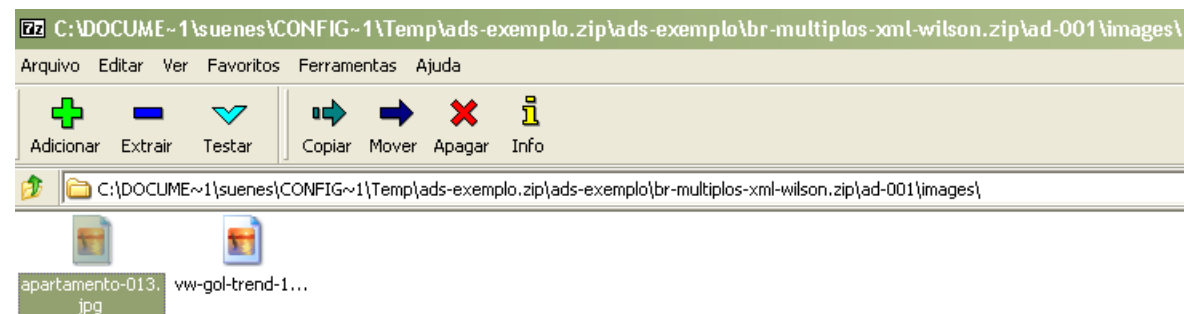 C:\DOCUME~1\suenes\CONFIG~1\Temp\ads-exemplo.zip\ads-exemplo\br-multiplos-xml-wilson.zip\ad-001\images\
Arquivo Editar Ver Favoritos Ferramentas Ajuda
Adicionar Extrair Testar Copiar Mover Apagar Info
C:\DOCUME~1\suenes\CONFIG~1\Temp\ads-exemplo.zip\ads-exemplo\br-multiplos-xml-wilson.zip\ad-001\images\
apartamento-013. vw-gol-trend-1...
jpg